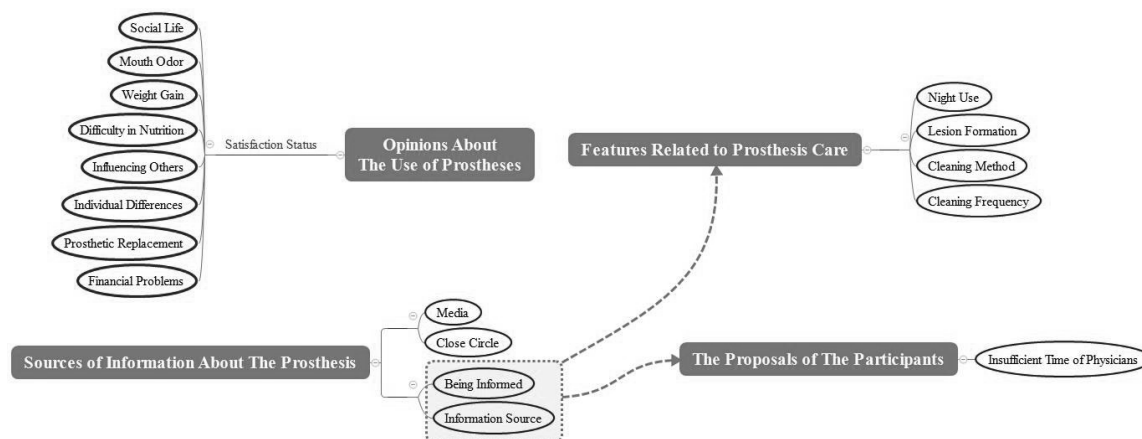 Social Life
Mouth Odor
Weight Gain
Difficulty in Nutrition
Influencing Others
Individual Differences
Prosthetic Replacement
Financial Problems
Satisfaction Status
Opinions About
The Use of Prostheses
Features Related to Prosthesis Care
Night Use
Lesion Formation
Cleaning Method
Cleaning Frequency
Sources of Information About The Prosthesis
Media
Close Circle
Being Informed
Information Source
The Proposals of The Participants
Insufficient Time of Physicians